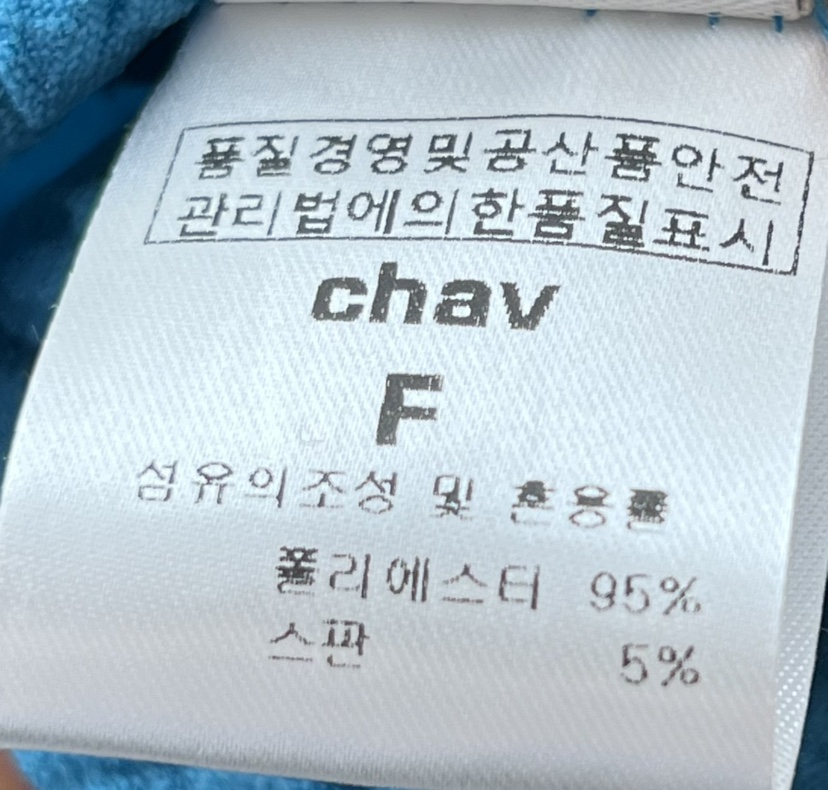 품질경영및공산품안전
관리법에의한품질표시
chav
F
섬유의조성 및 혼용률
폴리에스터 95%
스판 5%